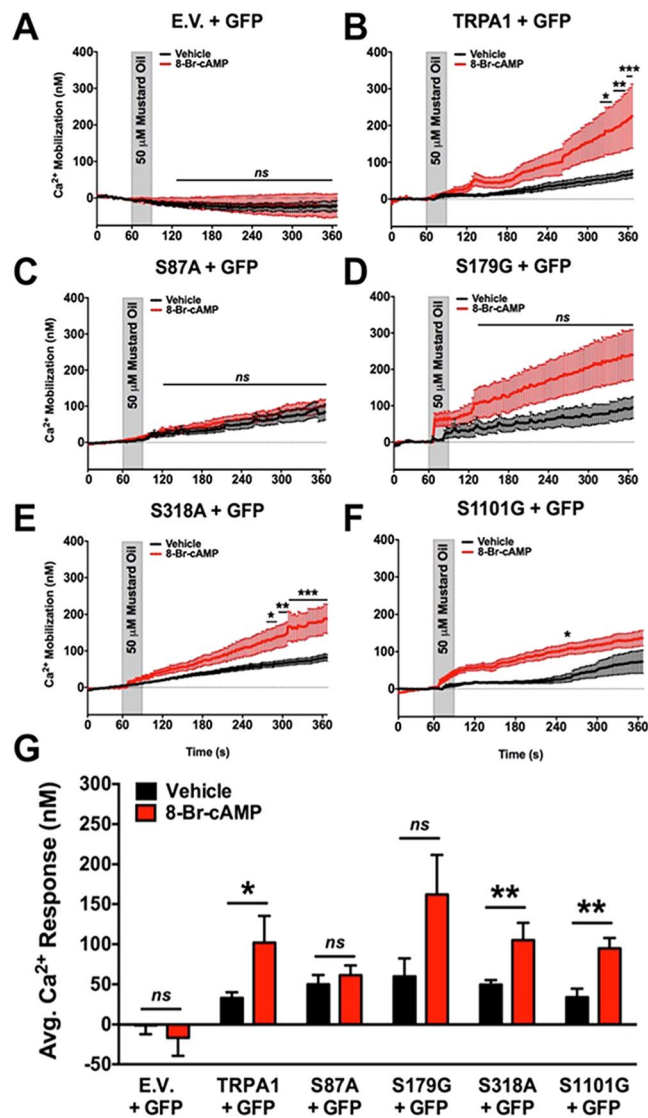 A
E.V. + GFP
Ca2+ Mobilization (nM)
400
300
200
100
0
-100
Vehicle
8-Br-cAMP
50 µM Mustard Oil
ns
0 60 120 180 240 300 360
B
TRPA1 + GFP
400
300
200
100
0
-100
Vehicle
8-Br-cAMP
50 µM Mustard Oil
***
**
*
0 60 120 180 240 300 360
C
S87A + GFP
Ca2+ Mobilization (nM)
400
300
200
100
0
-100
Vehicle
8-Br-cAMP
50 µM Mustard Oil
ns
0 60 120 180 240 300 360
D
S179G + GFP
400
300
200
100
0
-100
Vehicle
8-Br-cAMP
50 µM Mustard Oil
ns
0 60 120 180 240 300 360
E
S318A + GFP
Ca2+ Mobilization (nM)
400
300
200
100
0
-100
Vehicle
8-Br-cAMP
50 µM Mustard Oil
***
**
*
0 60 120 180 240 300 360
Time (s)
F
S1101G + GFP
400
300
200
100
0
-100
Vehicle
8-Br-cAMP
50 µM Mustard Oil
*
0 60 120 180 240 300 360
Time (s)
G
Avg. Ca2+ Response (nM)
300
250
200
150
100
50
0
-50
Vehicle
8-Br-cAMP
ns
*
ns
ns
**
**
E.V. TRPA1 S87A S179G S318A S1101G
+ GFP + GFP + GFP + GFP + GFP + GFP